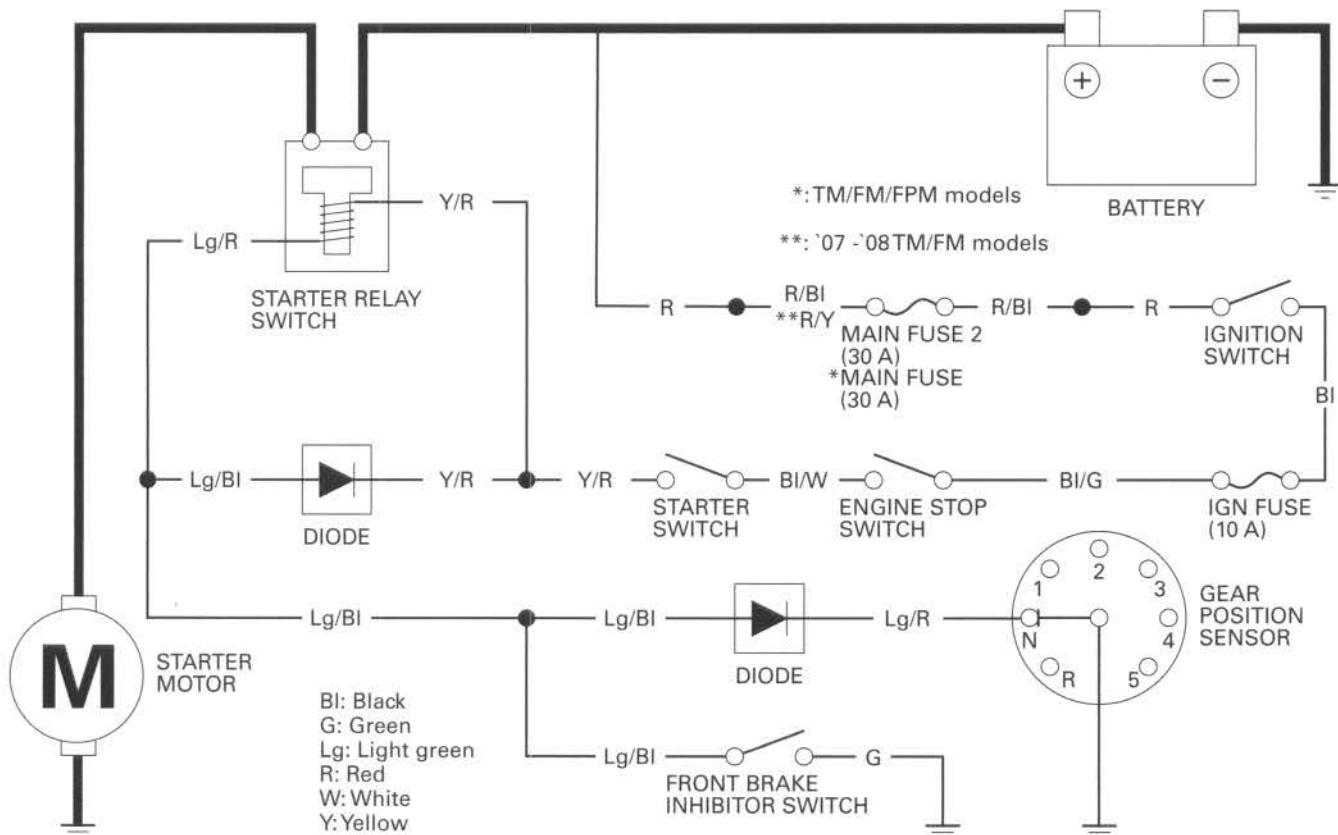 +
−
*: TM/FM/FPM models
BATTERY
Y/R
**: `07 -`08 TM/FM models
Lg/R
STARTER RELAY
SWITCH
R
R/Bl
**R/Y
R/Bl
R
MAIN FUSE 2
(30 A)
*MAIN FUSE
(30 A)
IGNITION
SWITCH
Bl
Lg/Bl
Y/R
Y/R
Bl/W
Bl/G
DIODE
STARTER
SWITCH
ENGINE STOP
SWITCH
IGN FUSE
(10 A)
1
2
3
4
5
N
R
GEAR
POSITION
SENSOR
Lg/Bl
Lg/Bl
Lg/R
DIODE
M
STARTER
MOTOR
Bl: Black
G: Green
Lg: Light green
R: Red
W: White
Y: Yellow
Lg/Bl
G
FRONT BRAKE
INHIBITOR SWITCH